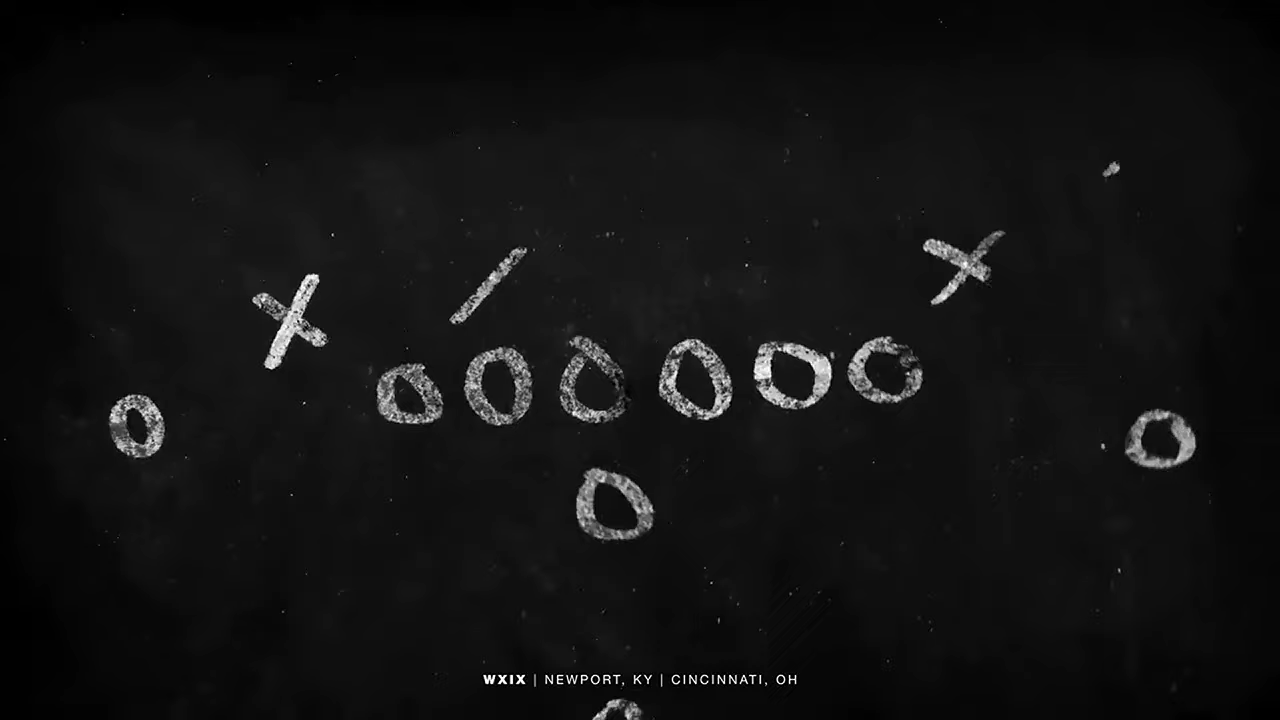 WXIX | NEWPORT, KY | CINCINNATI, OH